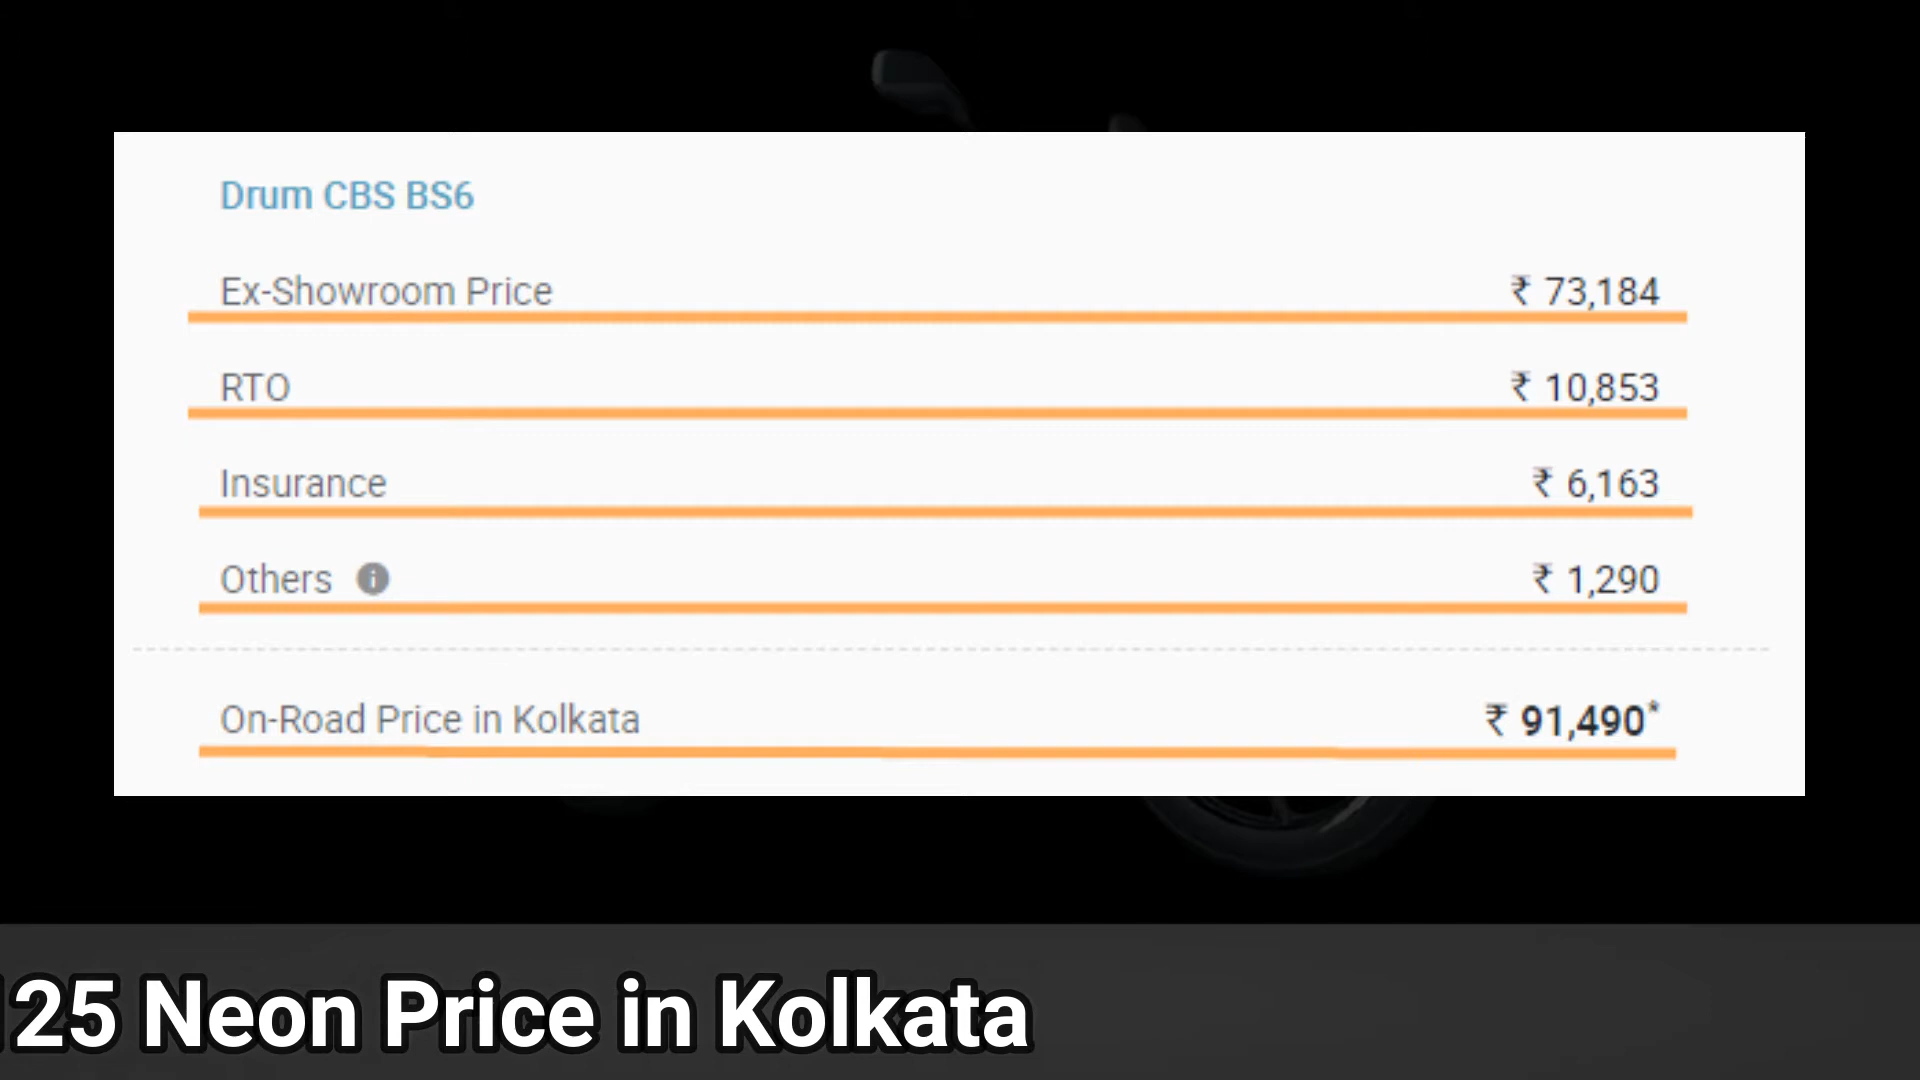 Drum CBS BS6
Ex-Showroom Price ₹ 73,184
RTO ₹ 10,853
Insurance ₹ 6,163
Others ₹ 1,290
On-Road Price in Kolkata ₹ 91,490*
25 Neon Price in Kolkata